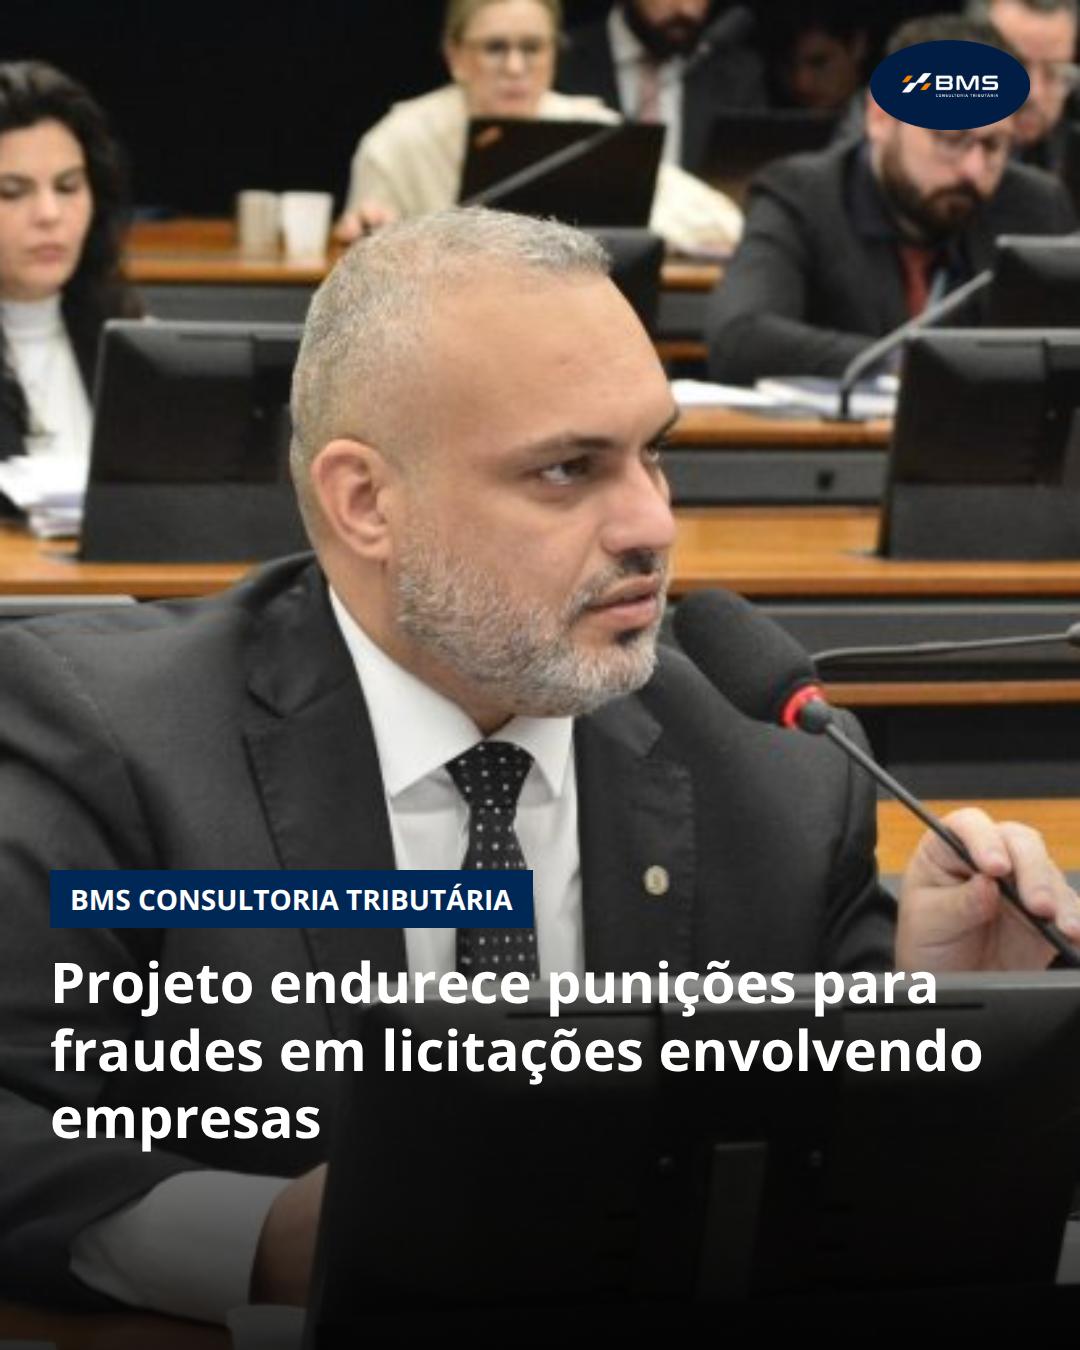 BMS
CONSULTORIA TRIBUTÁRIA
BMS CONSULTORIA TRIBUTÁRIA
Projeto endurece punições para
fraudes em licitações envolvendo
empresas